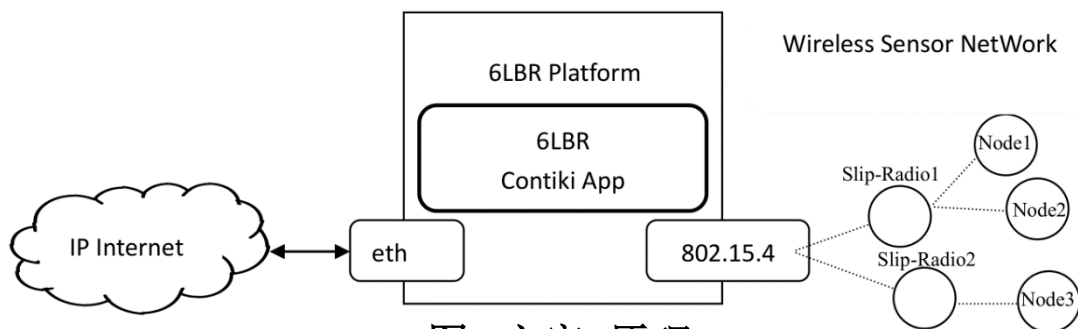 Wireless Sensor NetWork
6LBR Platform
6LBR
Contiki App
IP Internet
eth
802.15.4
Slip-Radio1
Node1
Node2
Slip-Radio2
Node3